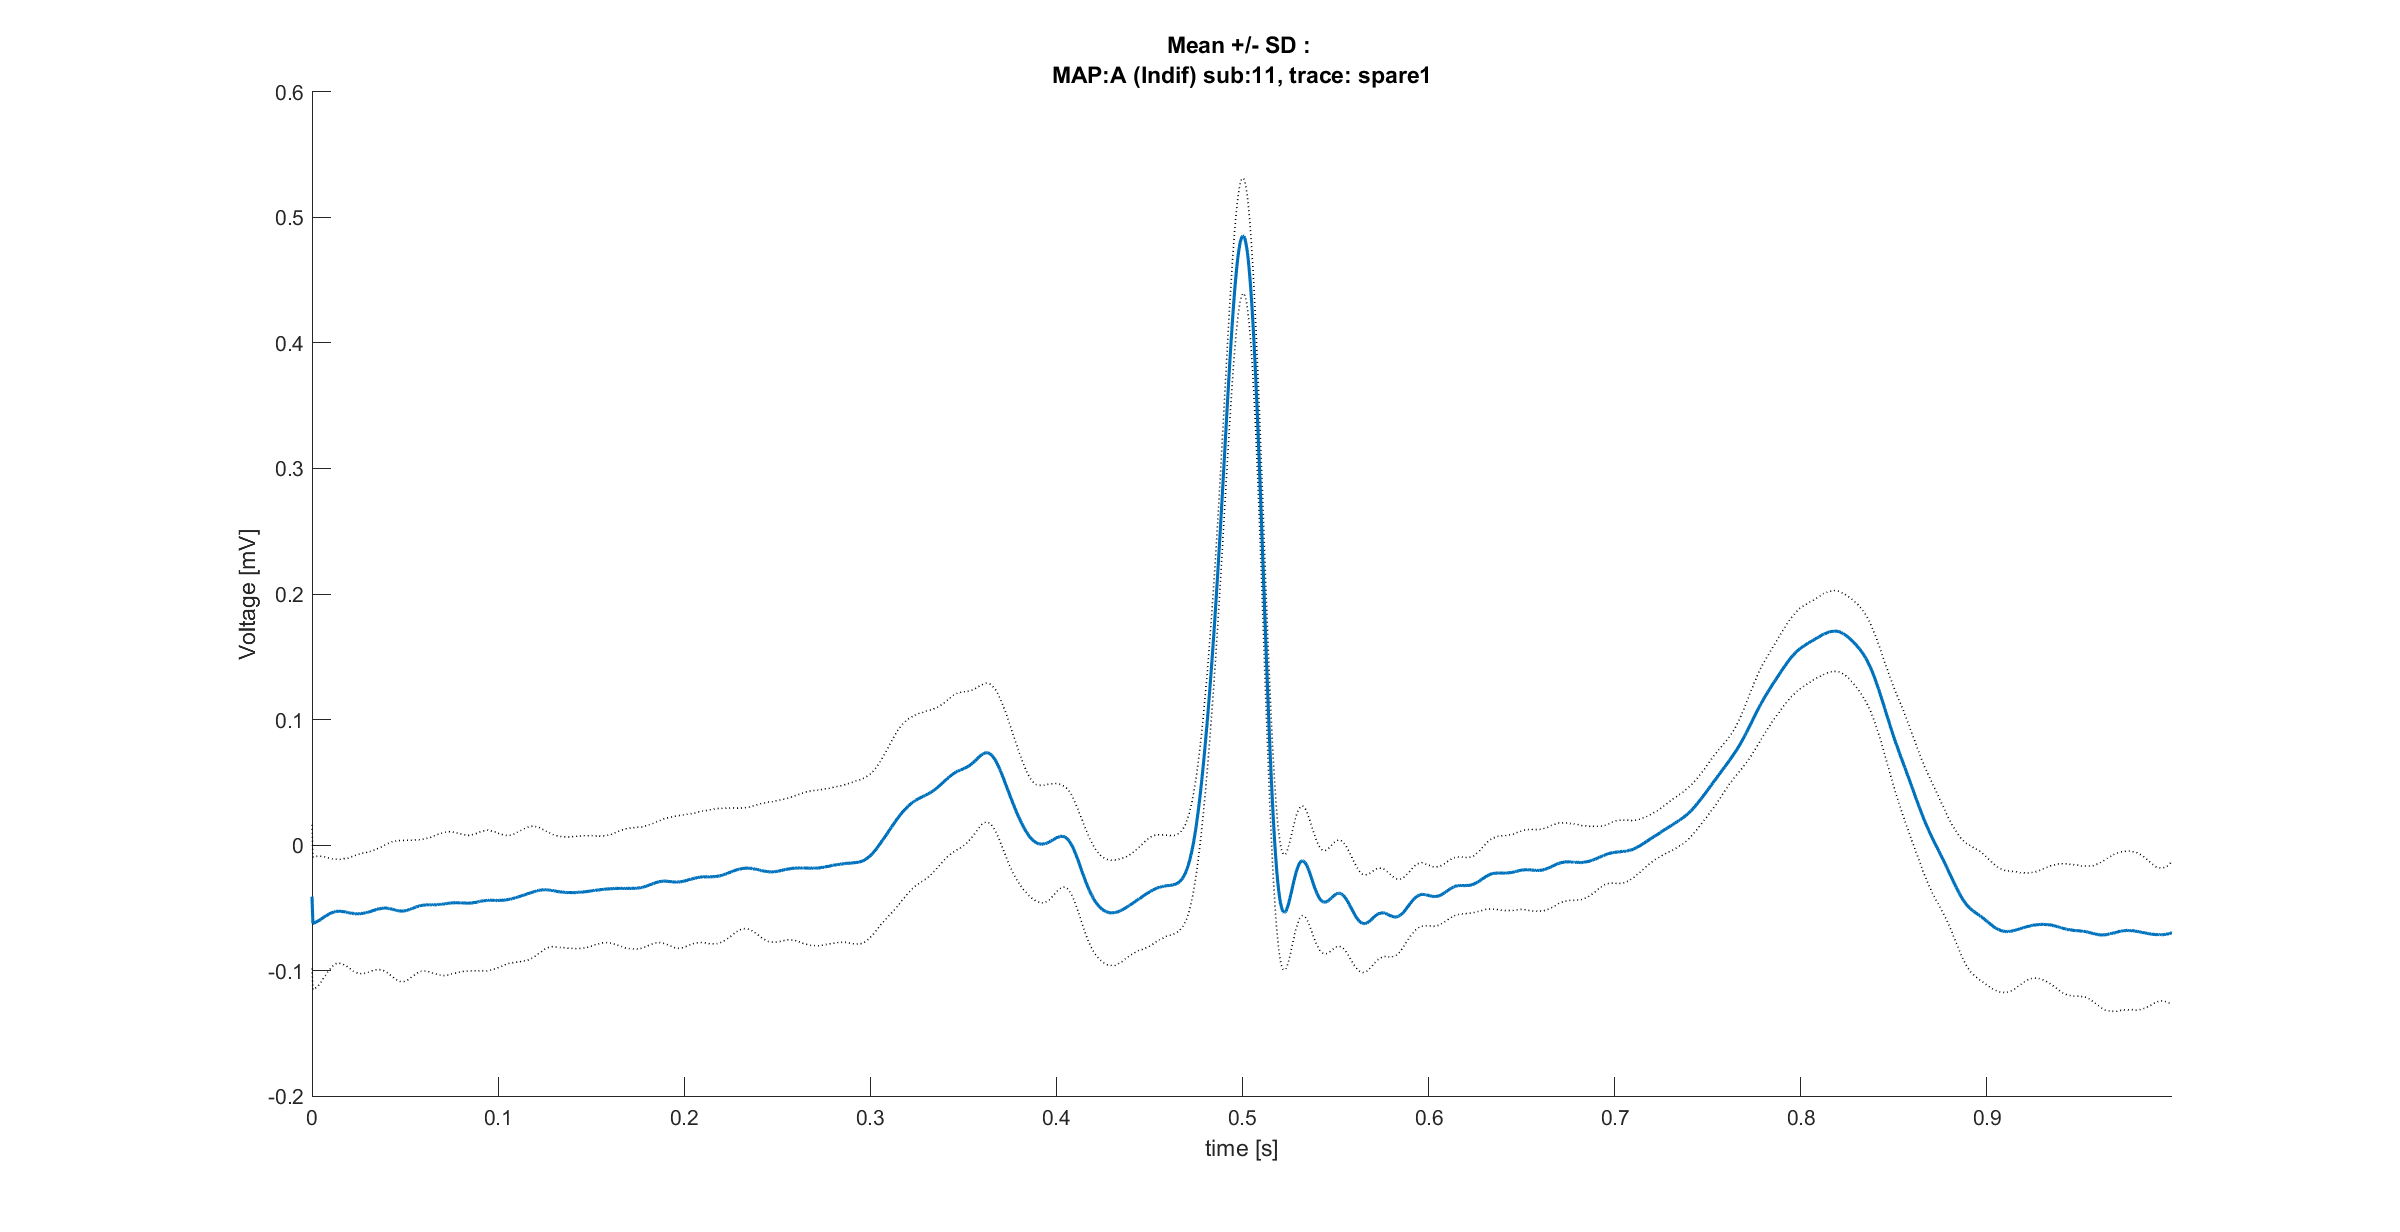 Mean +/- SD :
MAP:A (Indif) sub:11, trace: spare1
0.6
0.5
0.4
0.3
0.2
0.1
0
-0.1
-0.2
Voltage [mV]
0 0.1 0.2 0.3 0.4 0.5 0.6 0.7 0.8 0.9
time [s]